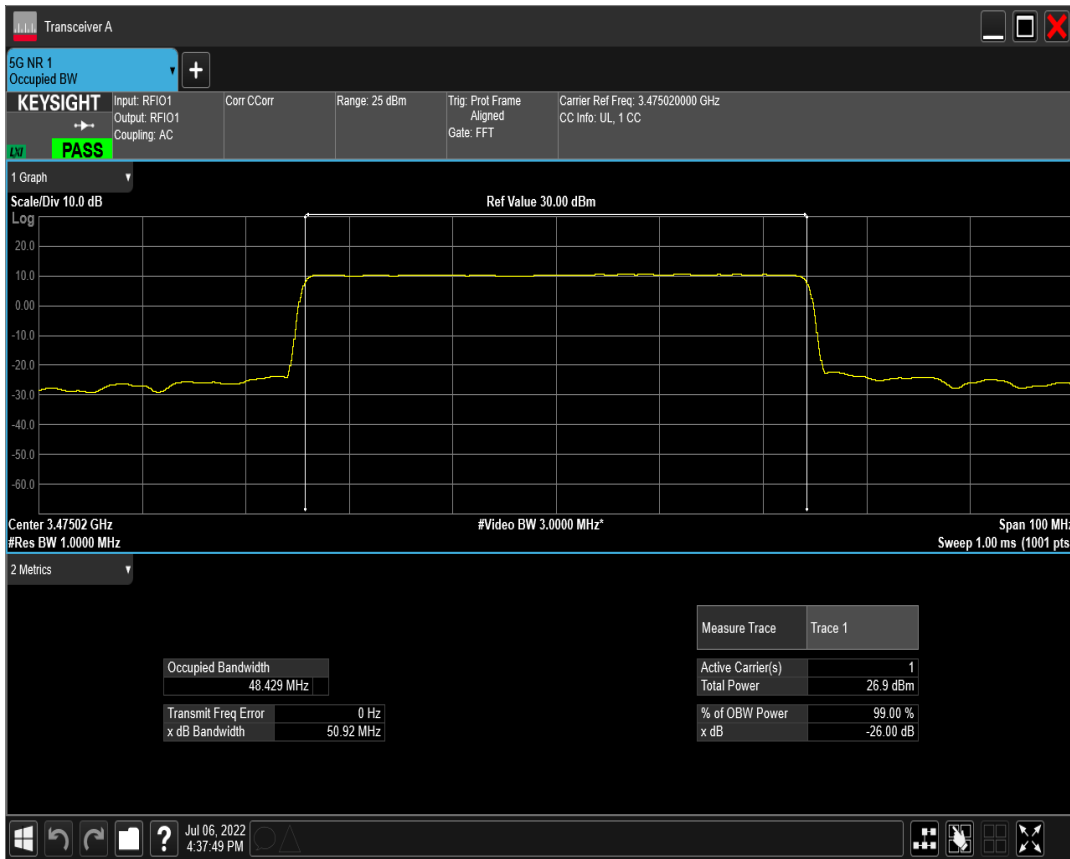 Transceiver A
5G NR 1
Occupied BW
+
KEYSIGHT
LXI
PASS
Input: RFIO1
Output: RFIO1
Coupling: AC
Corr CCorr
Range: 25 dBm
Trig: Prot Frame
Aligned
Gate: FFT
Carrier Ref Freq: 3.475020000 GHz
CC Info: UL, 1 CC
1 Graph
Scale/Div 10.0 dB
Ref Value 30.00 dBm
Log
20.0
10.0
0.00
-10.0
-20.0
-30.0
-40.0
-50.0
-60.0
Center 3.47502 GHz
#Video BW 3.0000 MHz*
Span 100 MHz
#Res BW 1.0000 MHz
Sweep 1.00 ms (1001 pts
2 Metrics
Measure Trace Trace 1
Occupied Bandwidth
48.429 MHz
Active Carrier(s) 1
Total Power 26.9 dBm
Transmit Freq Error 0 Hz
x dB Bandwidth 50.92 MHz
% of OBW Power 99.00 %
x dB -26.00 dB
?
Jul 06, 2022
4:37:49 PM